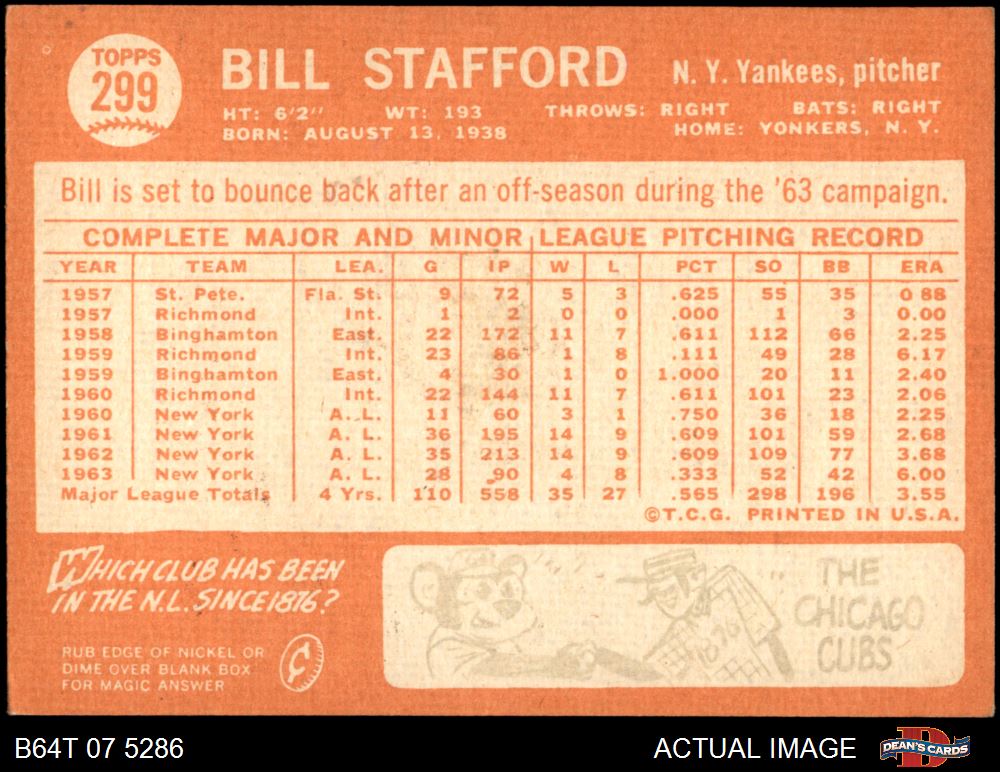 TOPPS
299
BILL STAFFORD
N. Y. Yankees, pitcher
HT: 6'2" WT: 193 THROWS: RIGHT BATS: RIGHT
BORN: AUGUST 13, 1938 HOME: YONKERS, N. Y.
Bill is set to bounce back after an off-season during the '63 campaign.
COMPLETE MAJOR AND MINOR LEAGUE PITCHING RECORD
YEAR TEAM LEA. G IP W L PCT SO BB ERA
1957 St. Pete. Fla. St. 9 72 5 3 .625 55 35 0 88
1957 Richmond Int. 1 2 0 0 .000 1 3 0.00
1958 Binghamton East. 22 172 11 7 .611 112 66 2.25
1959 Richmond Int. 23 86 1 8 .111 49 28 6.17
1959 Binghamton East. 4 30 1 0 1.000 20 11 2.40
1960 Richmond Int. 22 144 11 7 .611 101 23 2.06
1960 New York A. L. 11 60 3 1 .750 36 18 2.25
1961 New York A. L. 36 195 14 9 .609 101 59 2.68
1962 New York A. L. 35 213 14 9 .609 109 77 3.68
1963 New York A. L. 28 90 4 8 .333 52 42 6.00
Major League Totals 4 Yrs. 110 558 35 27 .565 298 196 3.55
©T.C.G. PRINTED IN U.S.A.
WHICH CLUB HAS BEEN
IN THE N.L. SINCE 1876?
RUB EDGE OF NICKEL OR
DIME OVER BLANK BOX
FOR MAGIC ANSWER
¢
1876
THE
CHICAGO
CUBS
B64T 07 5286 ACTUAL IMAGE DEAN'S CARDS